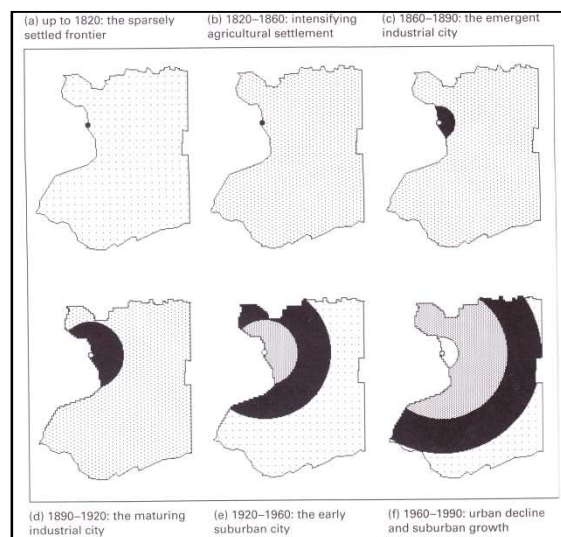 (a) up to 1820: the sparsely
settled frontier
(b) 1820–1860: intensifying
agricultural settlement
(c) 1860–1890: the emergent
industrial city
(d) 1890–1920: the maturing
industrial city
(e) 1920–1960: the early
suburban city
(f) 1960–1990: urban decline
and suburban growth